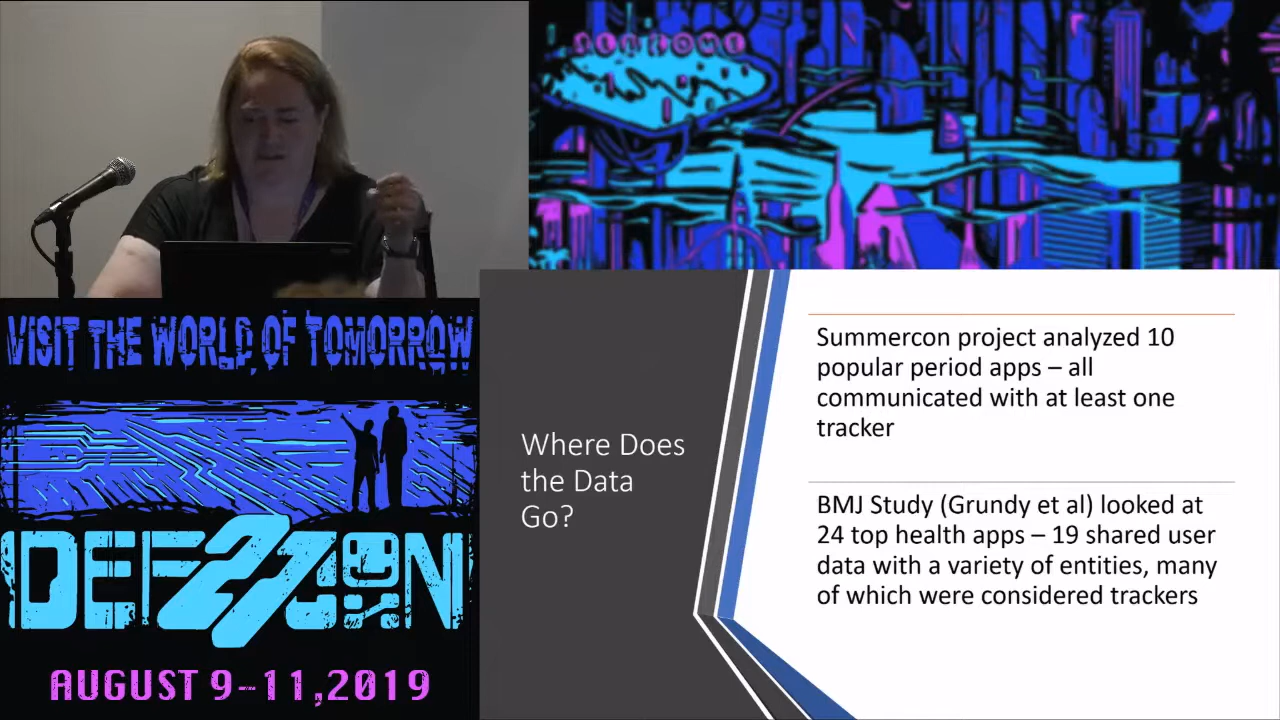 WELCOME
VISIT THE WORLD OF TOMORROW
DEF 27 CON
AUGUST 9-11,2019
Where Does
the Data
Go?
Summercon project analyzed 10
popular period apps – all
communicated with at least one
tracker
BMJ Study (Grundy et al) looked at
24 top health apps – 19 shared user
data with a variety of entities, many
of which were considered trackers